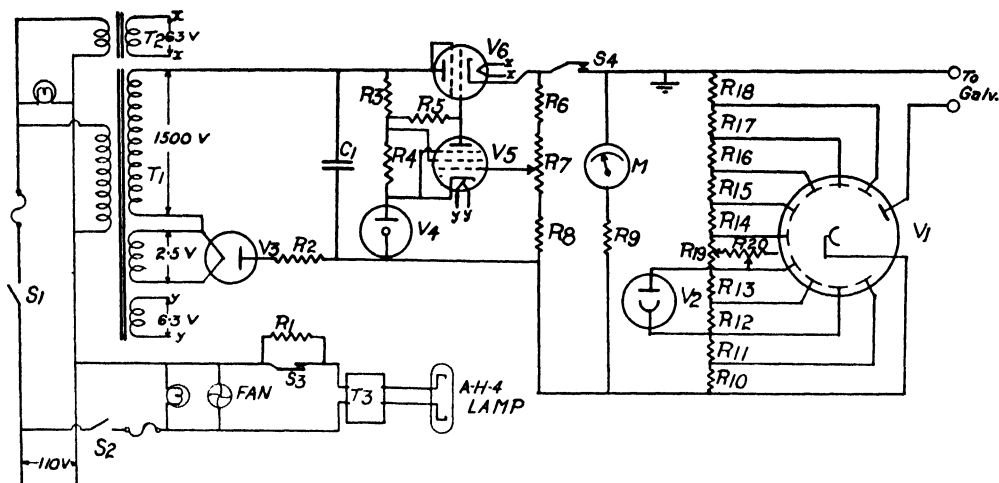 x
T2 6.3 V
x
1500 V
T1
2.5 V
y
6.3 V
y
S1
110V
S2
V3
R2
C1
R3
R5
R4
V4
V6
x
x
V5
y y
R6
R7
R8
S4
M
R9
R18
R17
R16
R15
R14
R19
R20
R13
R12
R11
R10
V2
V1
To
Galv.
R1
S3
FAN
T3
A-H-4
LAMP